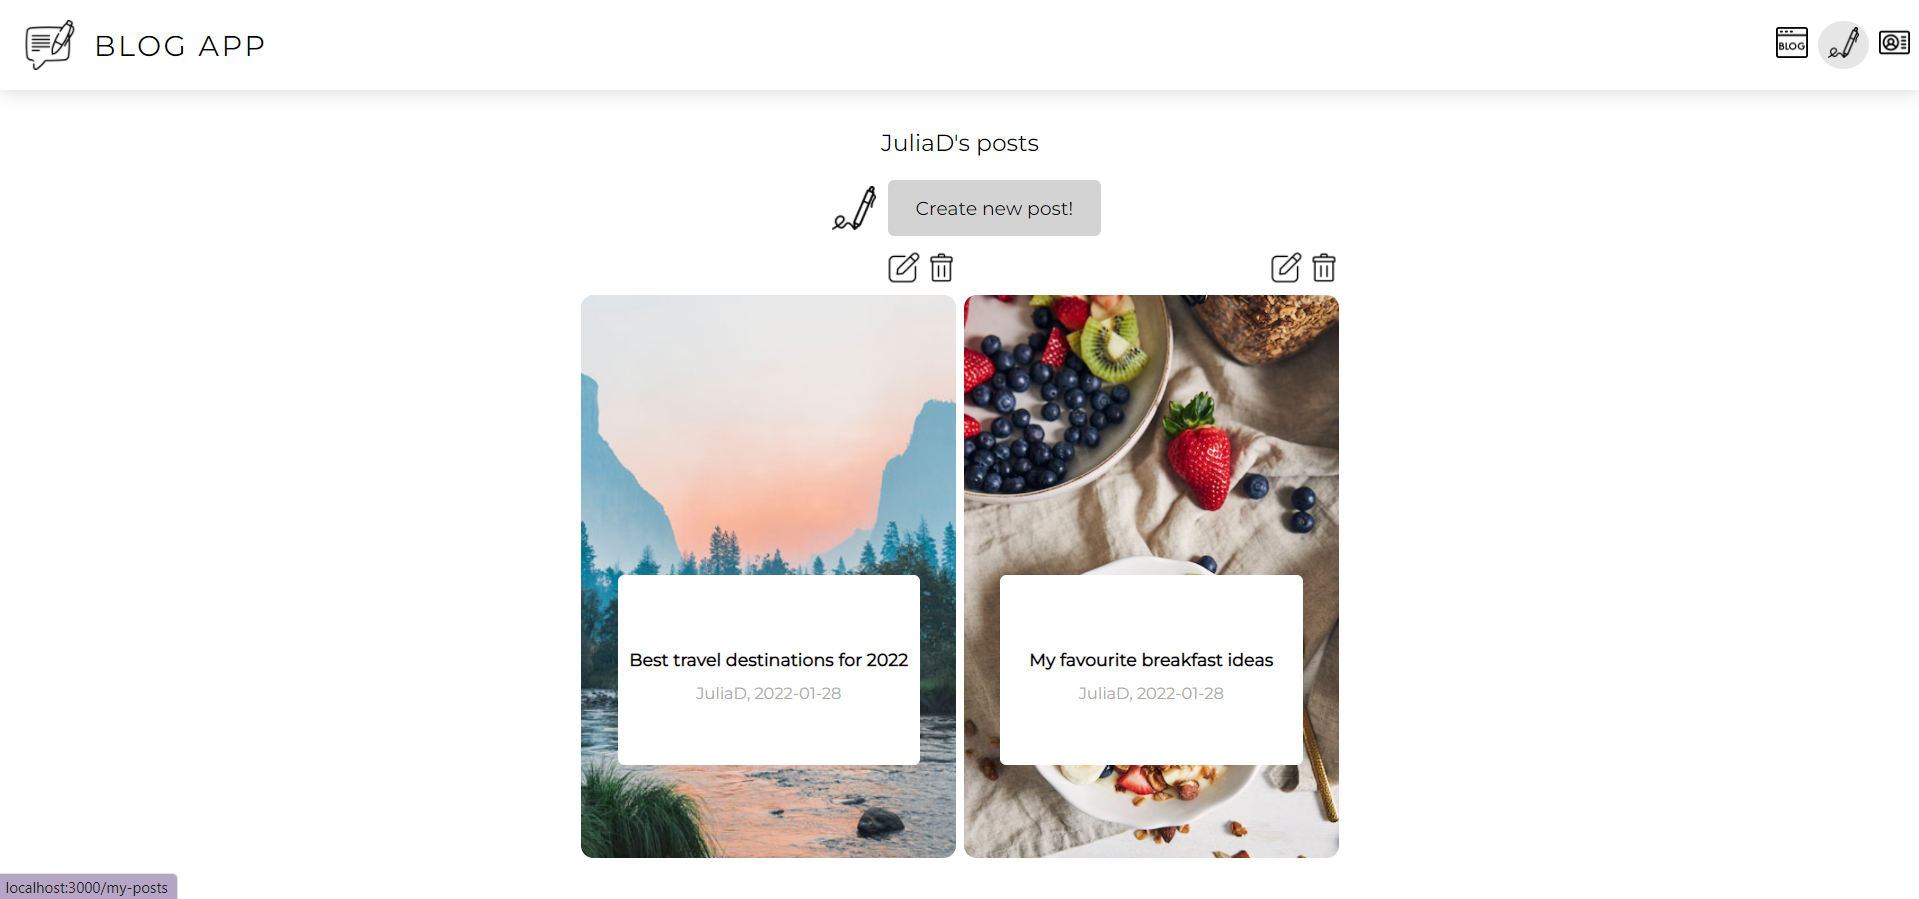 BLOG APP
BLOG
JuliaD's posts
Create new post!
Best travel destinations for 2022
JuliaD, 2022-01-28
My favourite breakfast ideas
JuliaD, 2022-01-28
localhost:3000/my-posts